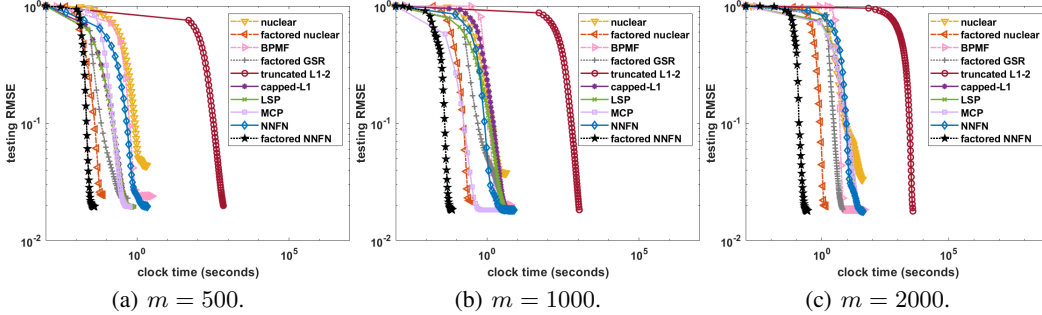 10^0
10^-1
10^-2
testing RMSE
10^0
10^5
clock time (seconds)
nuclear
factored nuclear
BPMF
factored GSR
truncated L1-2
capped-L1
LSP
MCP
NNFN
factored NNFN
(a) m = 500.
10^0
10^-1
10^-2
testing RMSE
10^0
10^5
clock time (seconds)
nuclear
factored nuclear
BPMF
factored GSR
truncated L1-2
capped-L1
LSP
MCP
NNFN
factored NNFN
(b) m = 1000.
10^0
10^-1
10^-2
testing RMSE
10^0
10^5
clock time (seconds)
nuclear
factored nuclear
BPMF
factored GSR
truncated L1-2
capped-L1
LSP
MCP
NNFN
factored NNFN
(c) m = 2000.